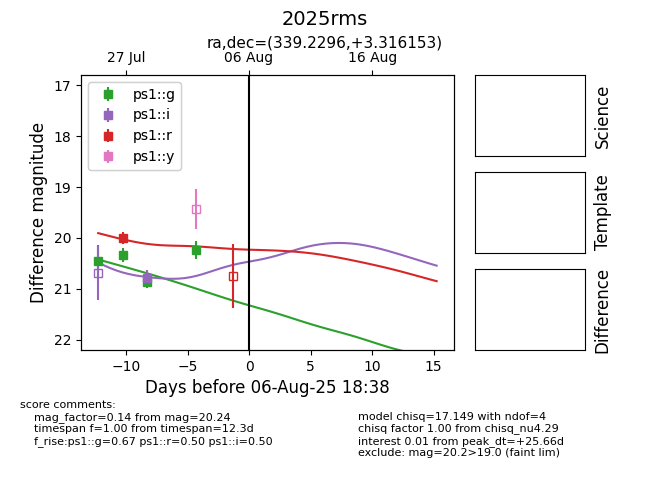 2025rms
ra,dec=(339.2296,+3.316153)
27 Jul 06 Aug 16 Aug
17
18
19
20
21
22
Difference magnitude
ps1::g
ps1::i
ps1::r
ps1::y
−10 −5 0 5 10 15
Days before 06-Aug-25 18:38
Science
Template
Difference
score comments:
mag_factor=0.14 from mag=20.24
timespan f=1.00 from timespan=12.3d
f_rise:ps1::g=0.67 ps1::r=0.50 ps1::i=0.50
model chisq=17.149 with ndof=4
chisq factor 1.00 from chisq_nu4.29
interest 0.01 from peak_dt=+25.66d
exclude: mag=20.2>19.0 (faint lim)